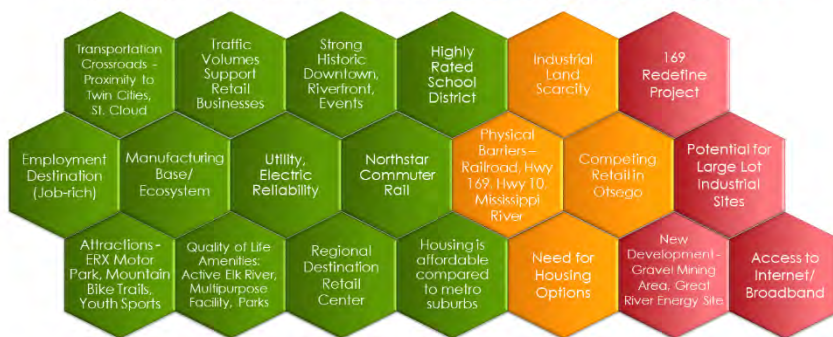 Transportation
Crossroads –
Proximity to
Twin Cities,
St. Cloud
Traffic
Volumes
Support
Retail
Businesses
Strong
Historic
Downtown,
Riverfront,
Events
Highly
Rated
School
District
Industrial
Land
Scarcity
169
Redefine
Project
Employment
Destination
(Job-rich)
Manufacturing
Base/
Ecosystem
Utility,
Electric
Reliability
Northstar
Commuter
Rail
Physical
Barriers –
Railroad, Hwy
169, Hwy 10,
Mississippi
River
Competing
Retail in
Otsego
Potential for
Large Lot
Industrial
Sites
Attractions -
ERX Motor
Park, Mountain
Bike Trails,
Youth Sports
Quality of Life
Amenities:
Active Elk River,
Multipurpose
Facility, Parks
Regional
Destination
Retail
Center
Housing is
affordable
compared to
metro
suburbs
Need for
Housing
Options
New
Development -
Gravel Mining
Area, Great
River Energy Site
Access to
Internet/
Broadband